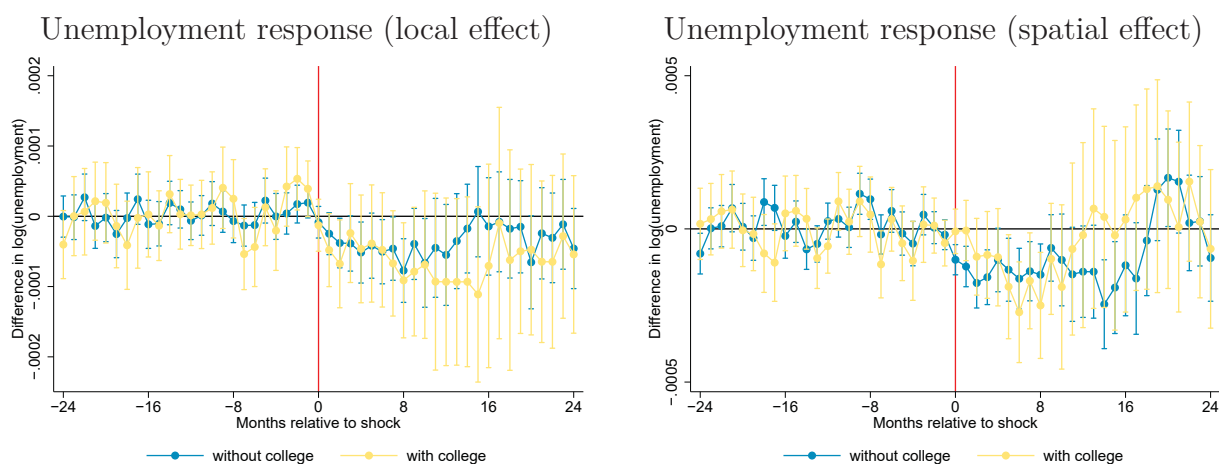 Unemployment response (local effect)
Difference in log(unemployment)
.0002
.0001
0
-.0001
-.0002
−24 −16 −8 0 8 16 24
Months relative to shock
without college with college
Unemployment response (spatial effect)
Difference in log(unemployment)
.0005
0
-.0005
−24 −16 −8 0 8 16 24
Months relative to shock
without college with college